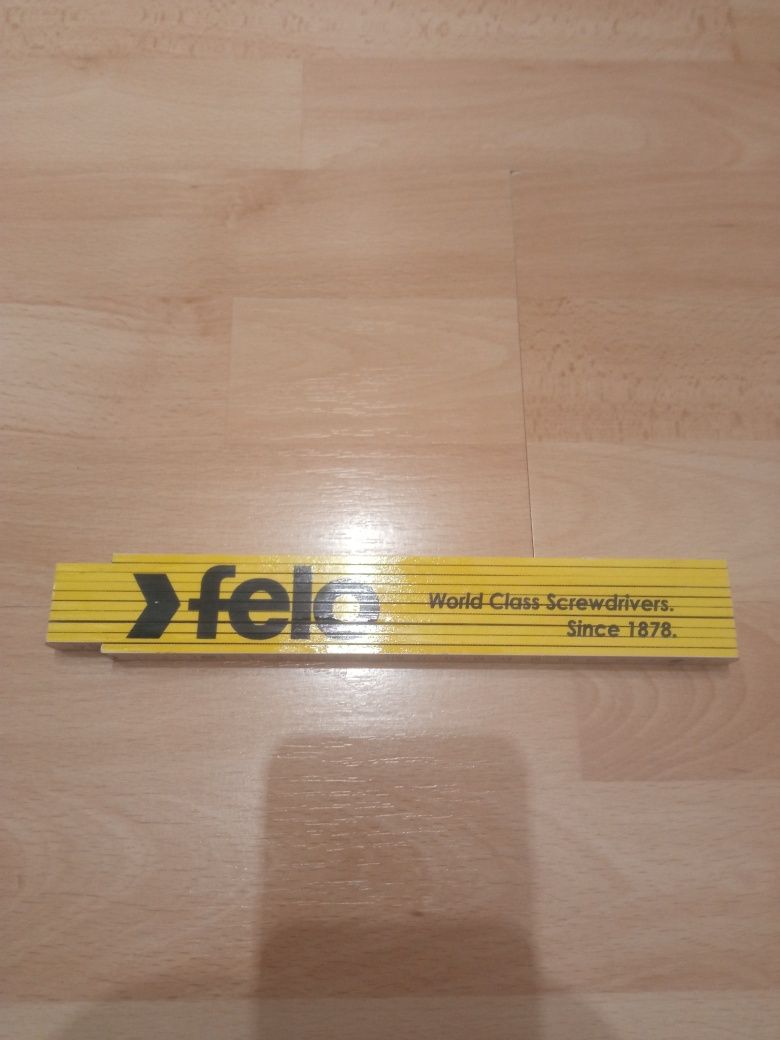 felo
World Class Screwdrivers.
Since 1878.